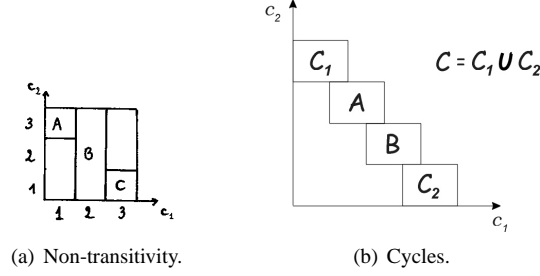 c₂
3
A
2
B
1
C
1 2 3
c₁
(a) Non-transitivity.
c₂
C₁
C = C₁ ∪ C₂
A
B
C₂
c₁
(b) Cycles.